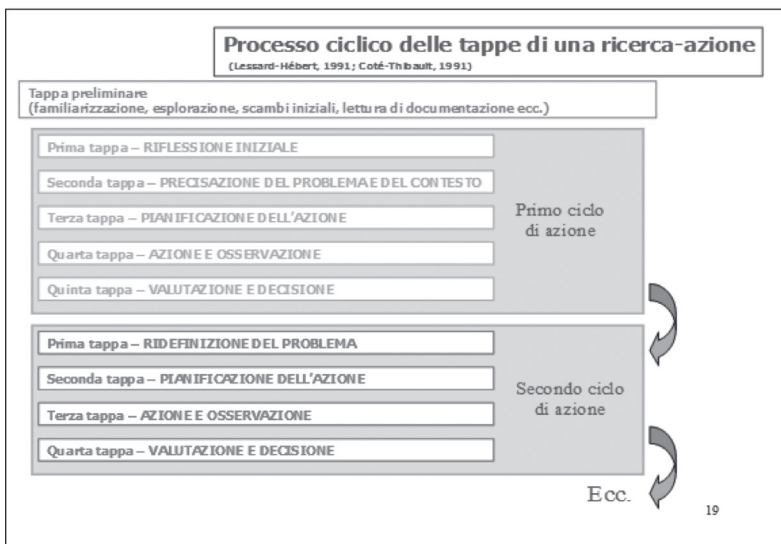 Processo ciclico delle tappe di una ricerca-azione
(Lessard-Hébert, 1991; Coté-Thibault, 1991)
Tappa preliminare
(familiarizzazione, esplorazione, scambi iniziali, lettura di documentazione ecc.)
Prima tappa – RIFLESSIONE INIZIALE
Seconda tappa – PRECISAZIONE DEL PROBLEMA E DEL CONTESTO
Terza tappa – PIANIFICAZIONE DELL'AZIONE
Quarta tappa – AZIONE E OSSERVAZIONE
Quinta tappa – VALUTAZIONE E DECISIONE
Primo ciclo
di azione
Prima tappa – RIDEFINIZIONE DEL PROBLEMA
Seconda tappa – PIANIFICAZIONE DELL'AZIONE
Terza tappa – AZIONE E OSSERVAZIONE
Quarta tappa – VALUTAZIONE E DECISIONE
Secondo ciclo
di azione
Ecc.
19